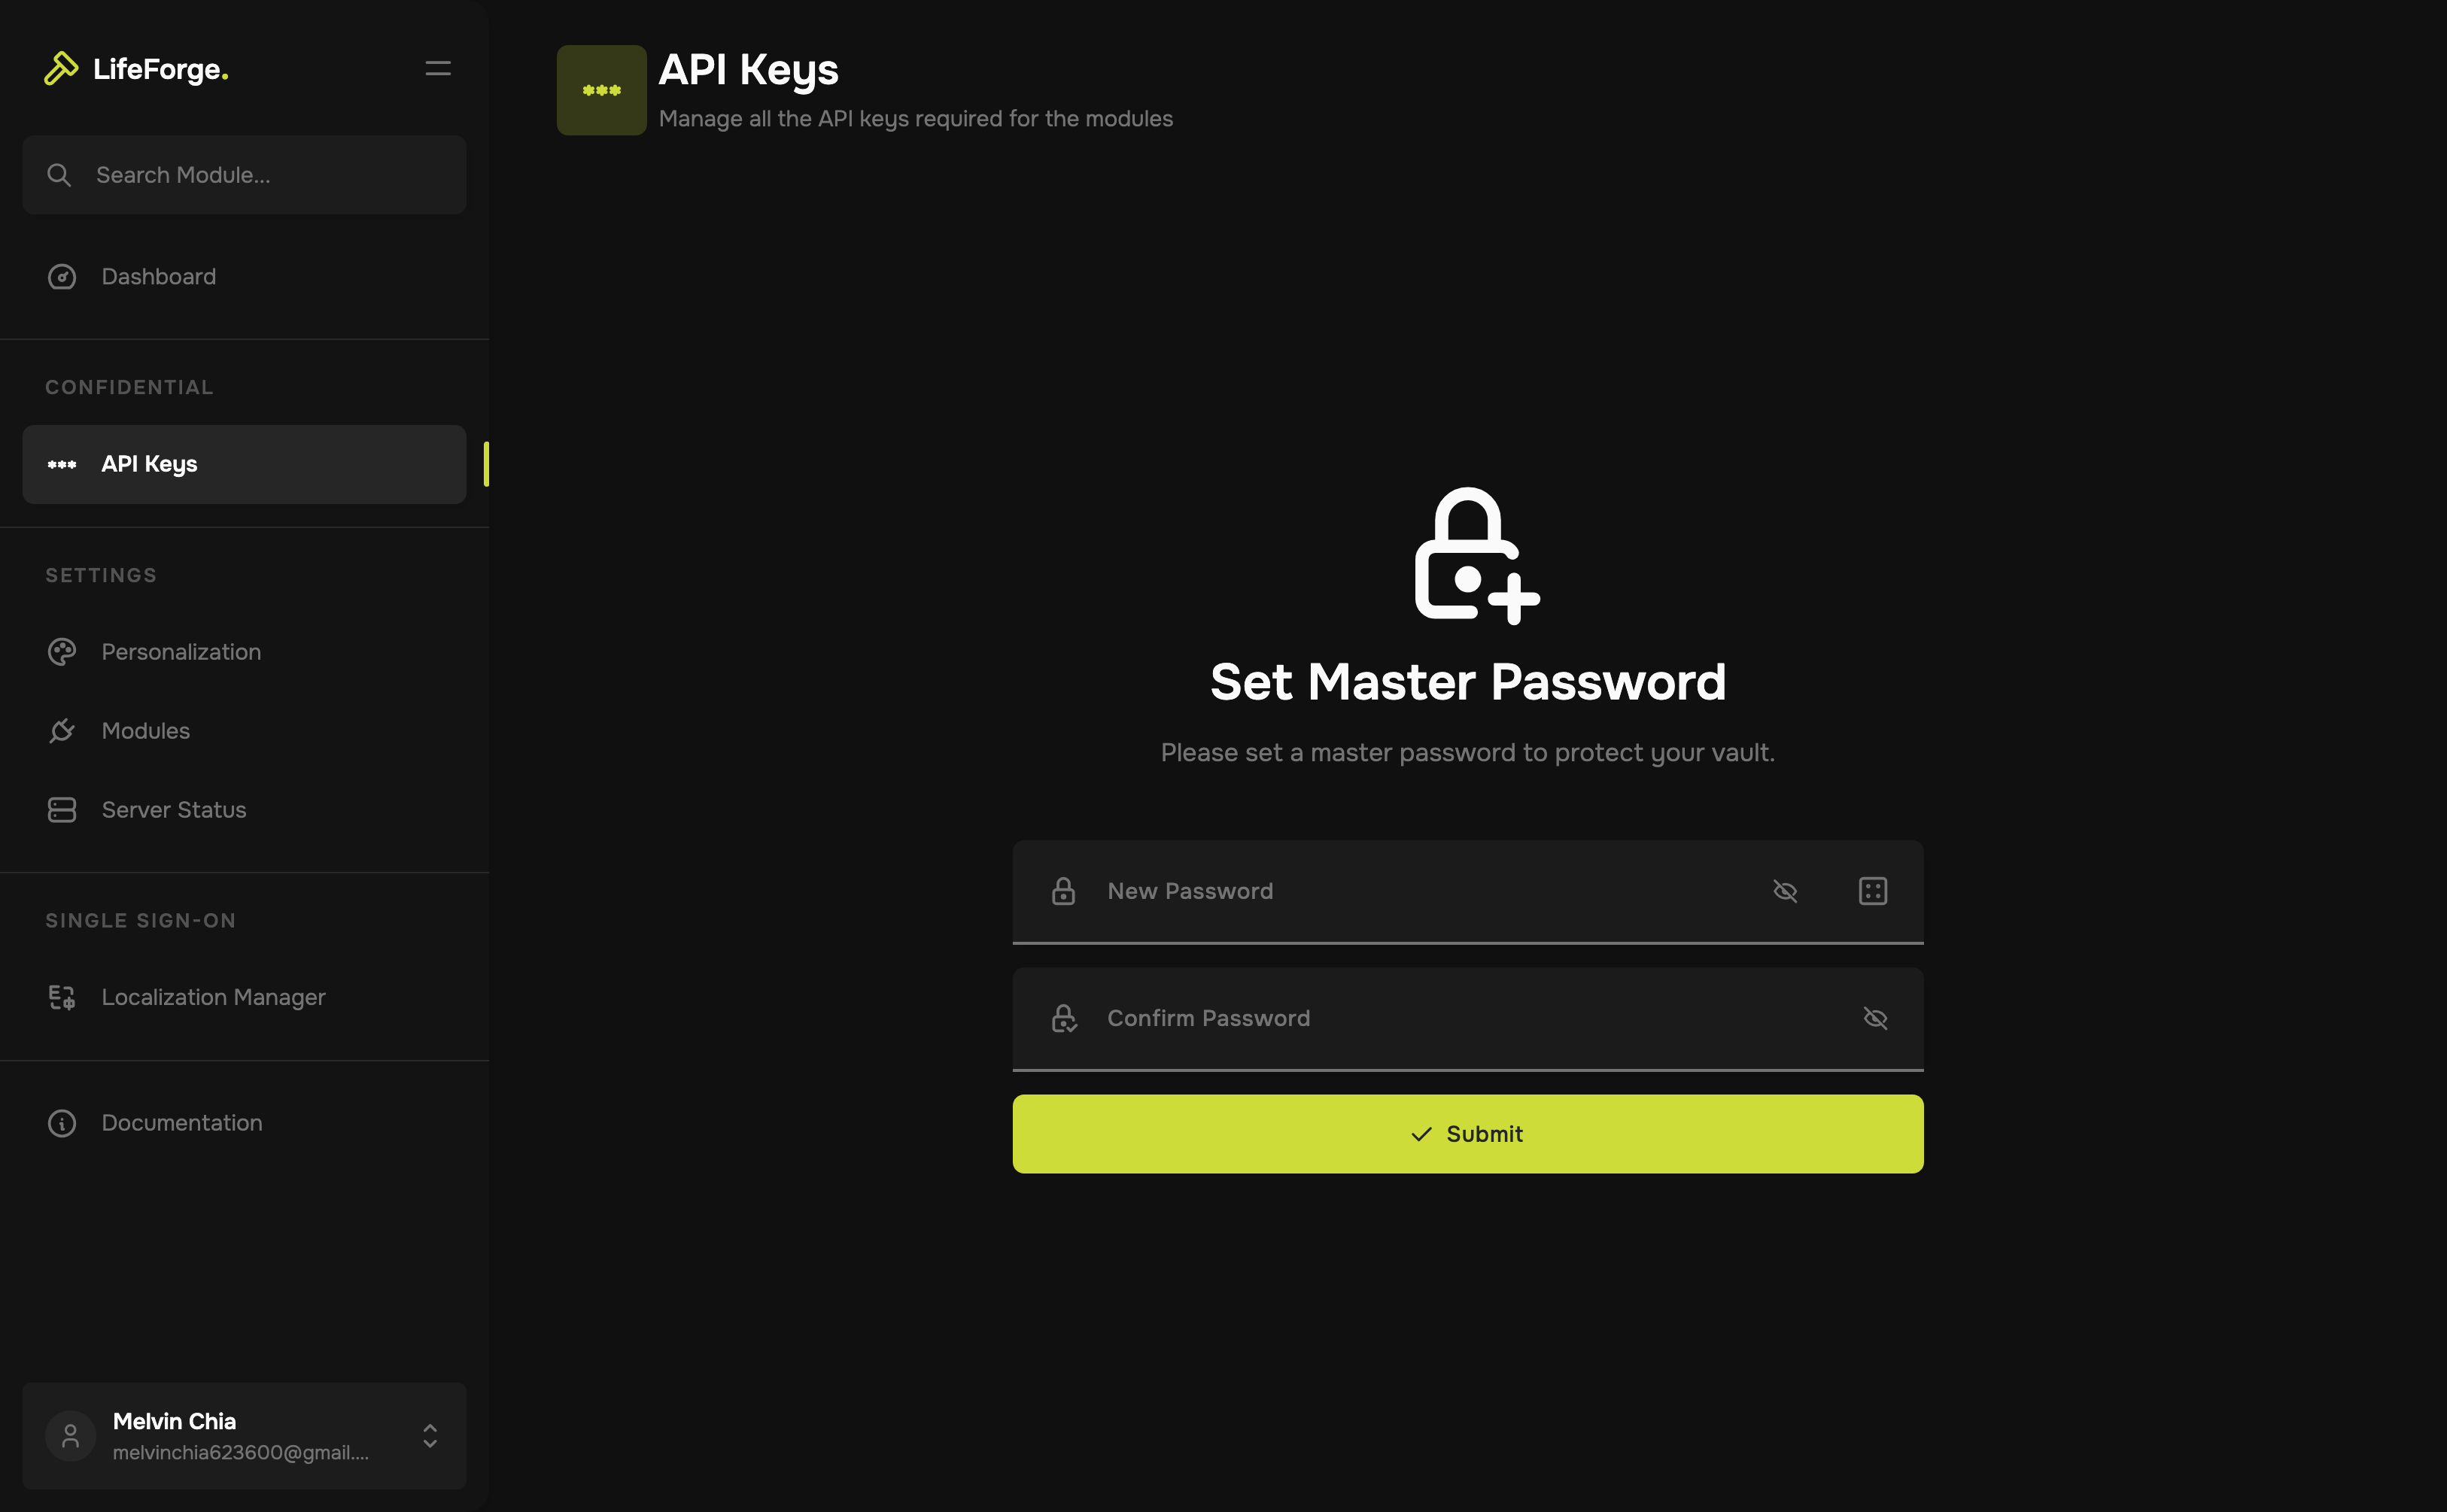 LifeForge.
Search Module...
Dashboard
CONFIDENTIAL
API Keys
SETTINGS
Personalization
Modules
Server Status
SINGLE SIGN-ON
Localization Manager
Documentation
Melvin Chia
melvinchia623600@gmail....
API Keys
Manage all the API keys required for the modules
Set Master Password
Please set a master password to protect your vault.
New Password
Confirm Password
Submit